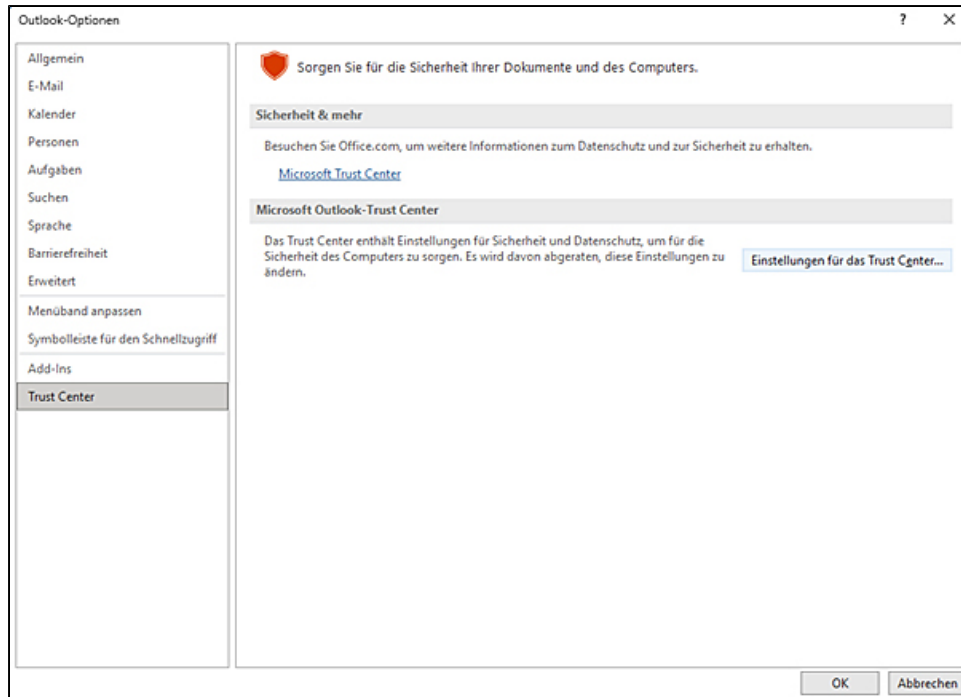 Outlook-Optionen
?
Allgemein
E-Mail
Kalender
Personen
Aufgaben
Suchen
Sprache
Barrierefreiheit
Erweitert
Menüband anpassen
Symbolleiste für den Schnellzugriff
Add-Ins
Trust Center
Sorgen Sie für die Sicherheit Ihrer Dokumente und des Computers.
Sicherheit & mehr
Besuchen Sie Office.com, um weitere Informationen zum Datenschutz und zur Sicherheit zu erhalten.
Microsoft Trust Center
Microsoft Outlook-Trust Center
Das Trust Center enthält Einstellungen für Sicherheit und Datenschutz, um für die
Sicherheit des Computers zu sorgen. Es wird davon abgeraten, diese Einstellungen zu
ändern.
Einstellungen für das Trust Center...
OK
Abbrechen